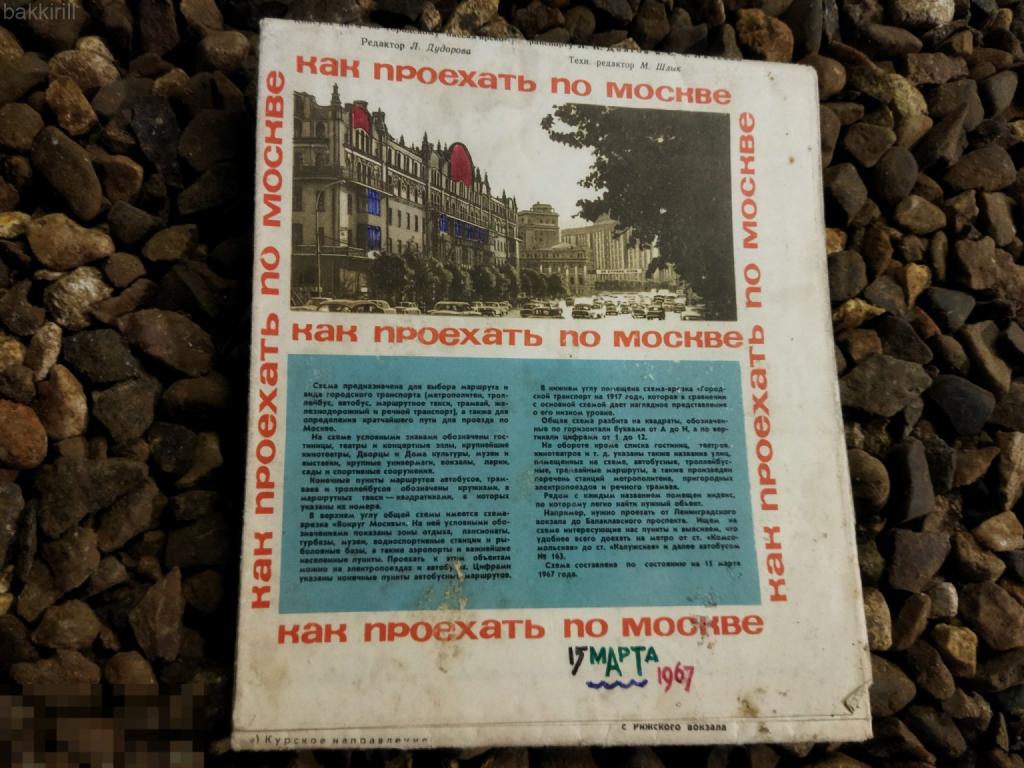 bakkirill
Редактор Л. Дударова
Техн. редактор М. Шлык
как проехать по москве
как проехать по москве
как проехать по москве
как проехать по москве
Схема предназначена для выбора маршрута и
вида городского транспорта (метрополитен, трол-
лейбус, автобус, маршрутное такси, трамвай, же-
лезнодорожный и речной транспорт), а также для
определения кратчайшего пути для проезда по
Москве.
На схеме условными знаками обозначены гос-
тиницы, театры и концертные залы, крупнейшие
кинотеатры, Дворцы и Дома культуры, музеи и
выставки, крупные универмаги, вокзалы, парки,
сады и спортивные сооружения.
Конечные пункты маршрутов автобусов, трам-
ваев и троллейбусов обозначены кружками, а
маршрутных такси — квадратиками, в которых
указаны их номера.
В верхнем углу общей схемы имеется схема-
врезка «Вокруг Москвы». На ней условными обо-
значениями показаны зоны отдыха, пансионаты,
турбазы, музеи, водноспортивные станции и ры-
боловные базы, а также аэропорты и важнейшие
населенные пункты. Проехать к этим объектам
можно на электропоездах и автобусах. Цифрами
указаны конечные пункты автобусных маршрутов.
В нижнем углу помещена схема-врезка «Город-
ской транспорт на 1917 год», которая в сравнении
с основной схемой дает наглядное представление
о его низком уровне.
Общая схема разбита на квадраты, обозначен-
ные по горизонтали буквами от А до Н, а по вер-
тикали цифрами от 1 до 12.
На обороте кроме списка гостиниц, театров,
кинотеатров и т. д. указаны также названия улиц,
помещенных на схеме, автобусные, троллейбус-
ные, трамвайные маршруты, а также произведен
перечень станций метрополитена, пригородных
электропоездов и речного трамвая.
Рядом с каждым названием помещен индекс,
по которому легко найти нужный объект.
Например, нужно проехать от Ленинградского
вокзала до Балаклавского проспекта. Ищем на
схеме интересующие нас пункты и выясняем, что
удобнее всего доехать на метро от ст. «Комсо-
мольская» до ст. «Калужская» и далее автобусом
№ 163.
Схема составлена по состоянию на 15 марта
1967 года.
как проехать по москве
15 МАРТА
1967
с Рижского вокзала
Курское направление